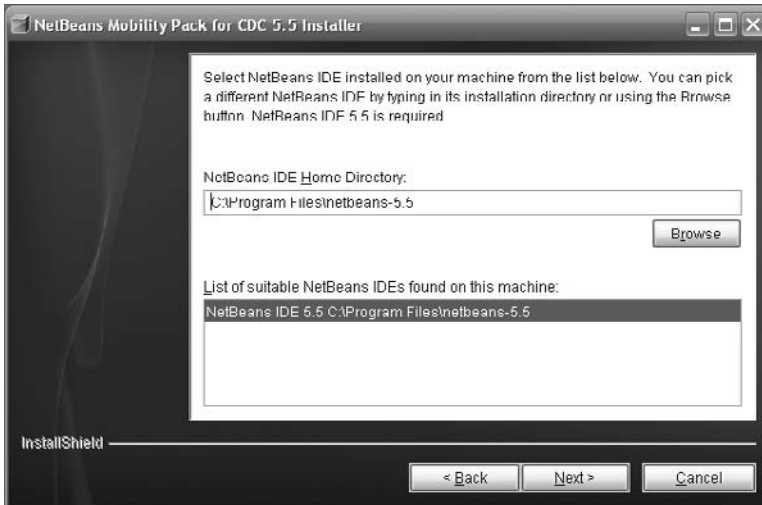 NetBeans Mobility Pack for CDC 5.5 Installer
Select NetBeans IDE installed on your machine from the list below. You can pick
a different NetBeans IDE by typing in its installation directory or using the Browse
button. NetBeans IDE 5.5 is required
NetBeans IDE Home Directory:
C:\Program Files\netbeans-5.5
Browse
List of suitable NetBeans IDEs found on this machine:
NetBeans IDE 5.5 C:\Program Files\netbeans-5.5
InstallShield
< Back
Next >
Cancel